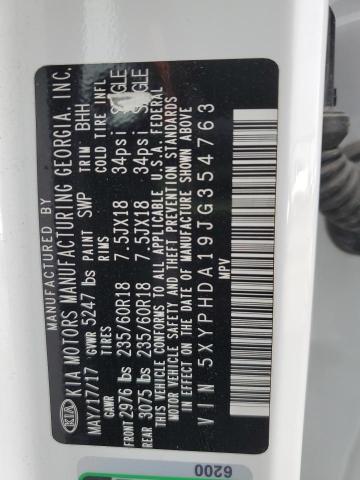 KIA
MANUFACTURED BY
KIA MOTORS MANUFACTURING GEORGIA, INC.
MAY/17/17 GVWR 5247 lbs PAINT SWP TRIM BHH
GAWR TIRES RIMS COLD TIRE INFL
FRONT 2976 lbs 235/60R18 7.5JX18 34psi
REAR 3075 lbs 235/60R18 7.5JX18 34psi
THIS VEHICLE CONFORMS TO ALL APPLICABLE U.S.A. FEDERAL
MOTOR VEHICLE SAFETY AND THEFT PREVENTION STANDARDS
IN EFFECT ON THE DATE OF MANUFACTURE SHOWN ABOVE.
VIN 5XYPHDA19JG354763
MPV
6200